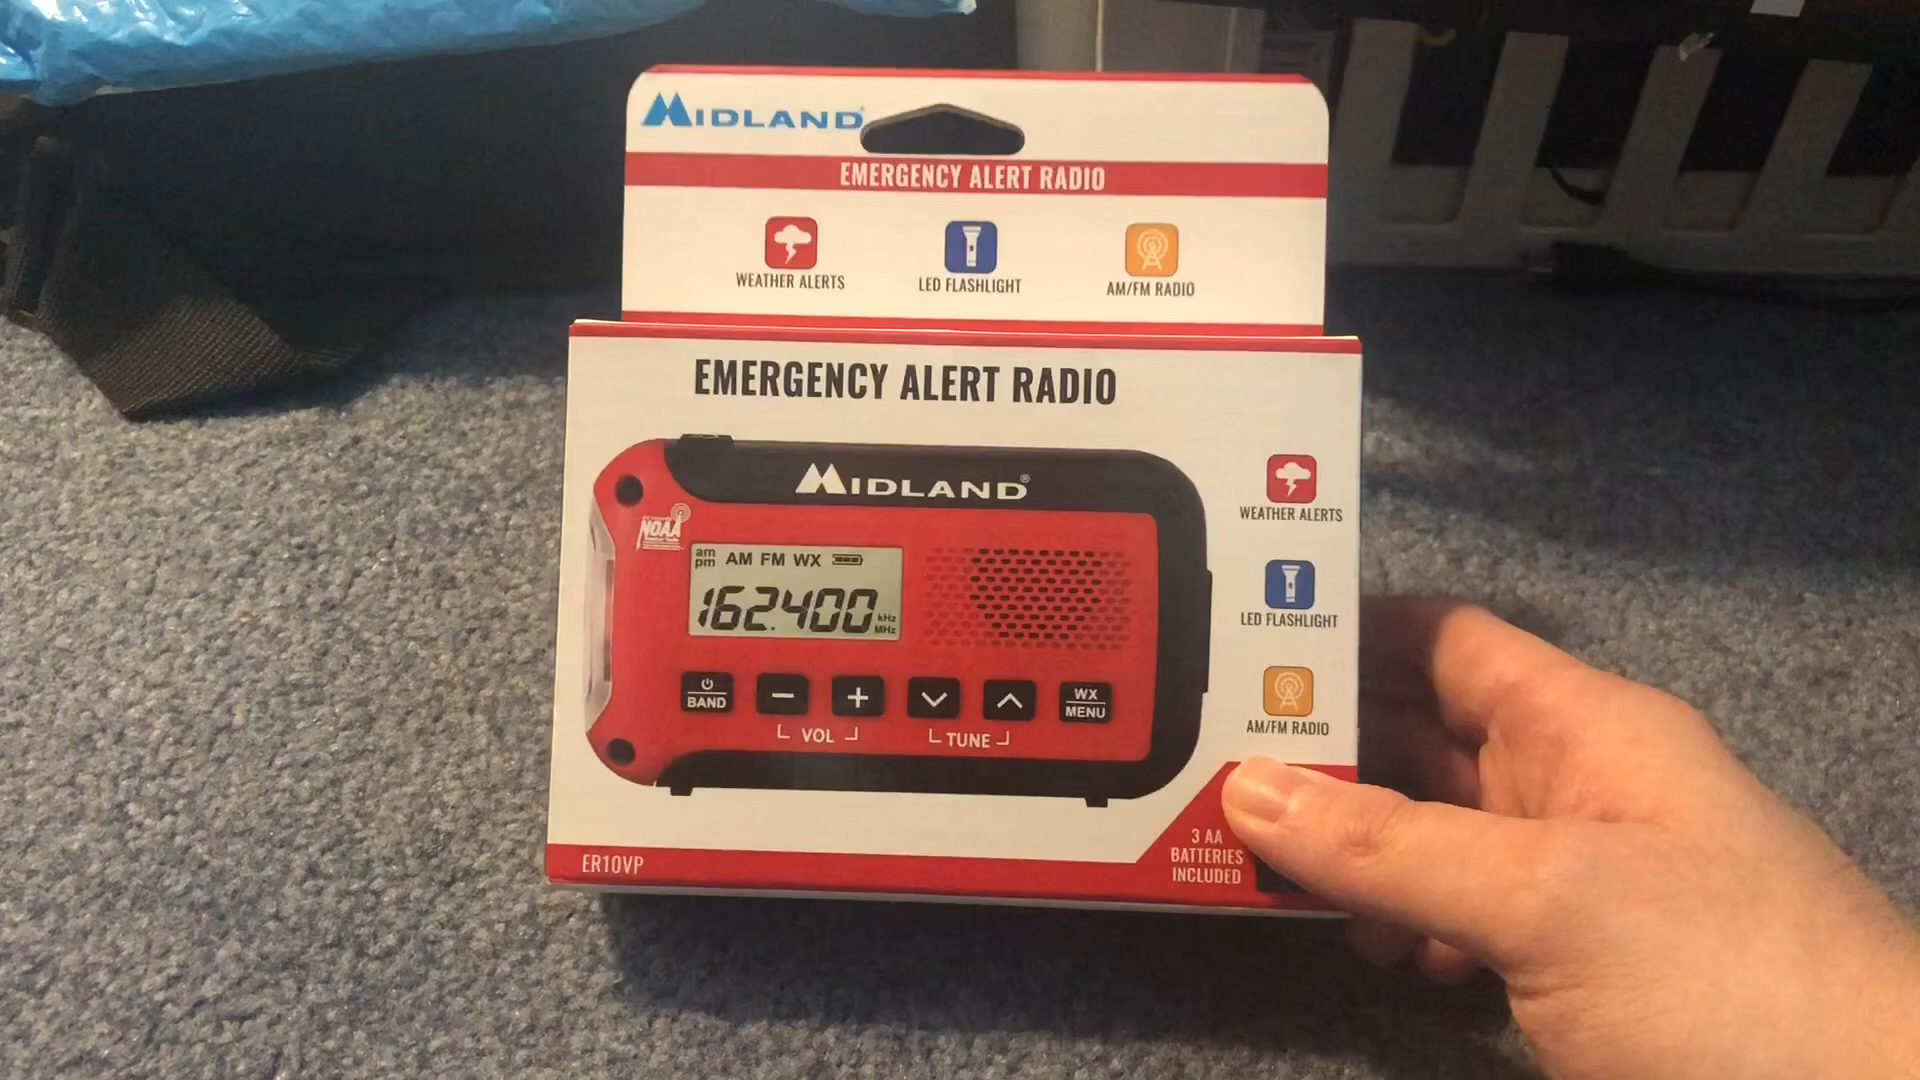 MIDLAND
EMERGENCY ALERT RADIO
WEATHER ALERTS
LED FLASHLIGHT
AM/FM RADIO
EMERGENCY ALERT RADIO
MIDLAND®
NOAA
am
pm
AM FM WX
162.400
kHz
MHz
BAND
− +
VOL
TUNE
WX
MENU
WEATHER ALERTS
LED FLASHLIGHT
AM/FM RADIO
3 AA
BATTERIES
INCLUDED
ER10VP